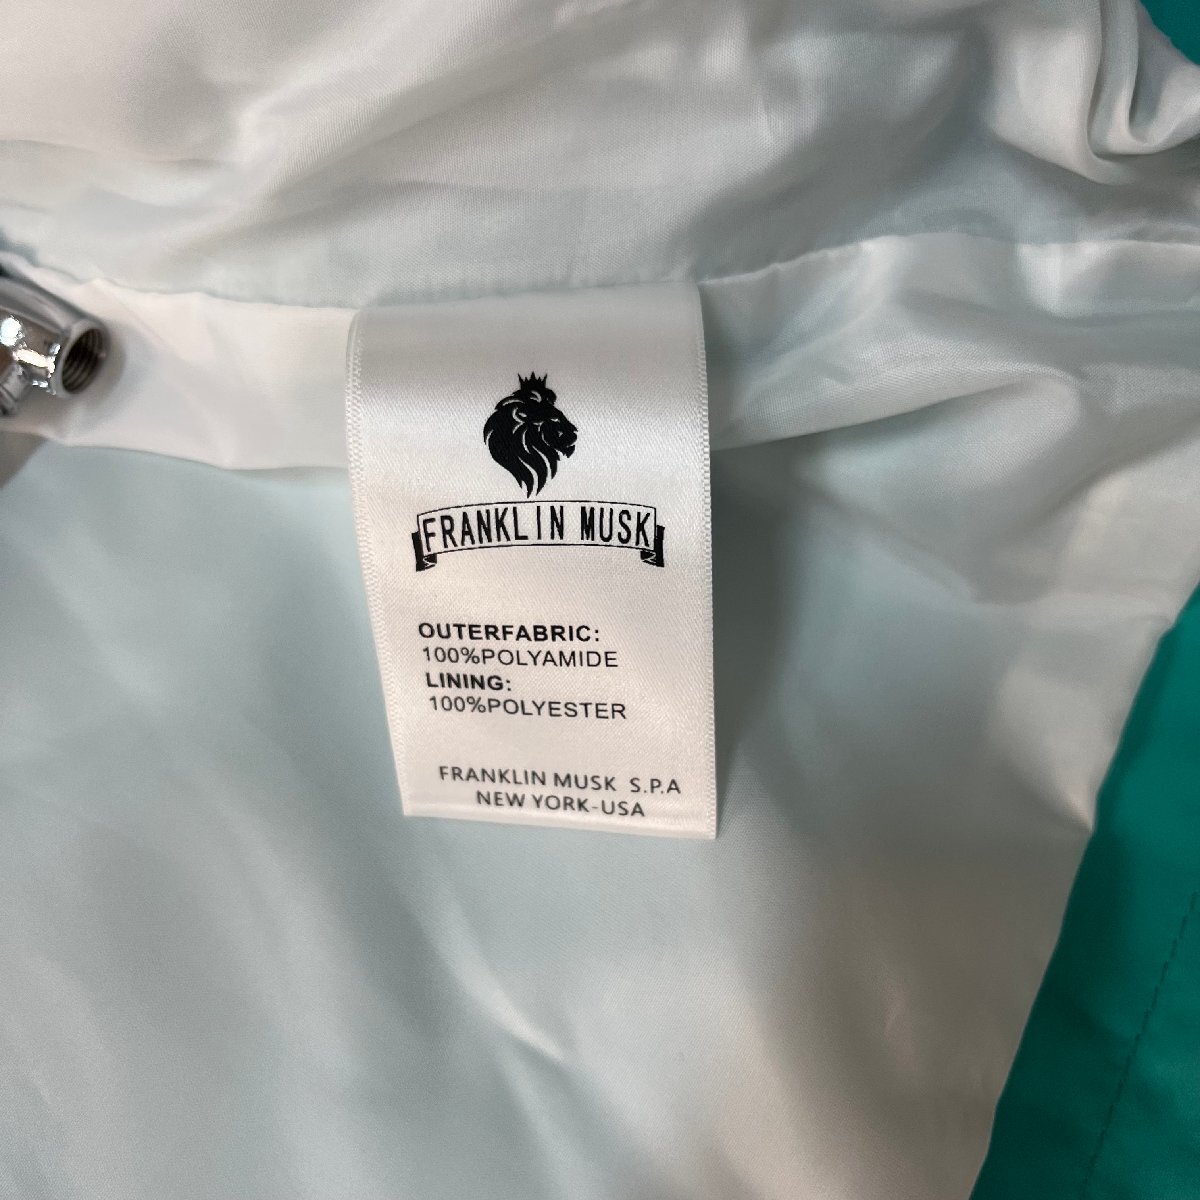 FRANKLIN MUSK
OUTERFABRIC:
100%POLYAMIDE
LINING:
100%POLYESTER
FRANKLIN MUSK S.P.A
NEW YORK-USA